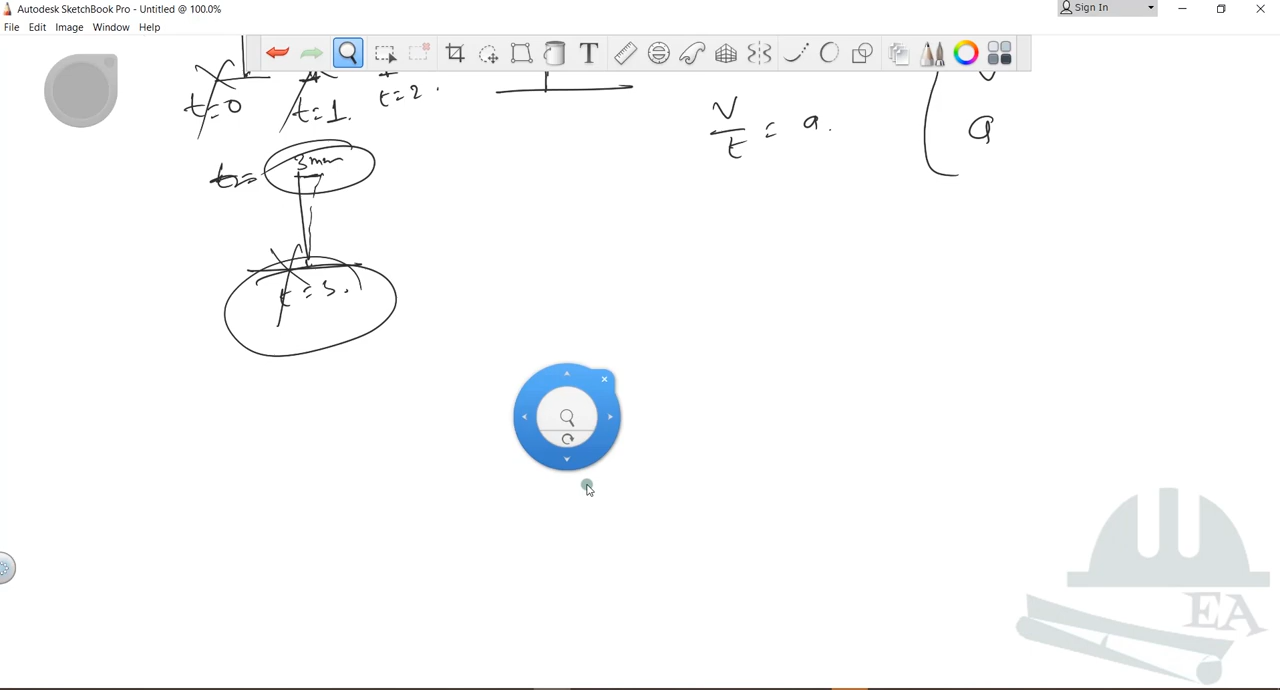 Autodesk SketchBook Pro - Untitled @ 100.0%
Sign In
File Edit Image Window Help
T
t=0
t=1.
t=2.
V
V/t = a.
a
t=
3mm
t=3.
EA